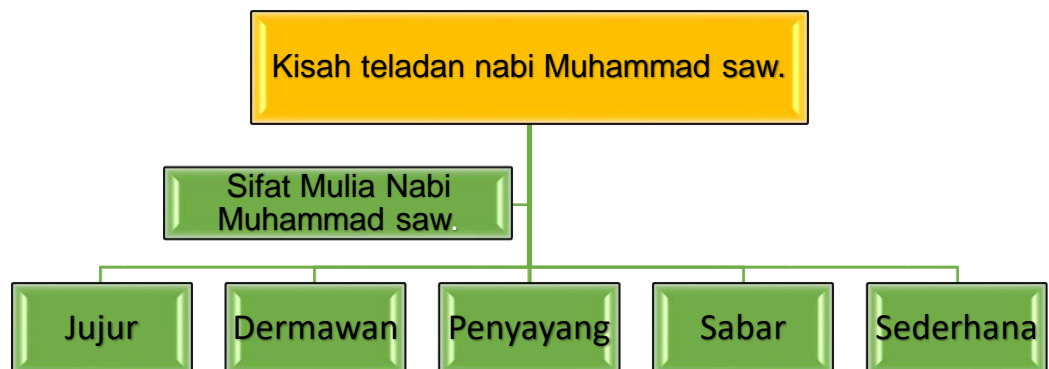 Kisah teladan nabi Muhammad saw.
Sifat Mulia Nabi
Muhammad saw.
Jujur
Dermawan
Penyayang
Sabar
Sederhana